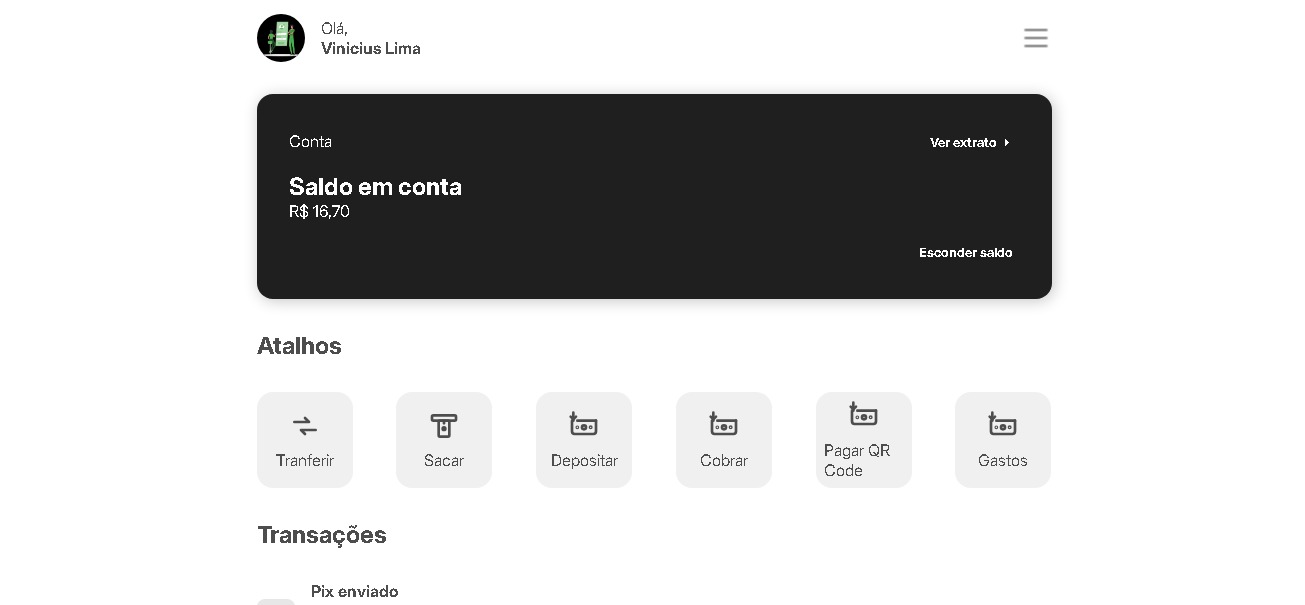 Olá,
Vinicius Lima
Conta
Ver extrato
Saldo em conta
R$ 16,70
Esconder saldo
Atalhos
Tranferir
Sacar
Depositar
Cobrar
Pagar QR
Code
Gastos
Transações
Pix enviado